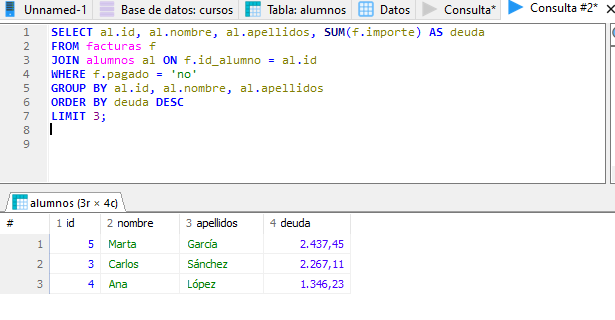 Unnamed-1 Base de datos: cursos Tabla: alumnos Datos Consulta* Consulta #2*
1 SELECT al.id, al.nombre, al.apellidos, SUM(f.importe) AS deuda
2 FROM facturas f
3 JOIN alumnos al ON f.id_alumno = al.id
4 WHERE f.pagado = 'no'
5 GROUP BY al.id, al.nombre, al.apellidos
6 ORDER BY deuda DESC
7 LIMIT 3;
8
9
alumnos (3r × 4c)
# 1 id 2 nombre 3 apellidos 4 deuda
1 5 Marta García 2.437,45
2 3 Carlos Sánchez 2.267,11
3 4 Ana López 1.346,23